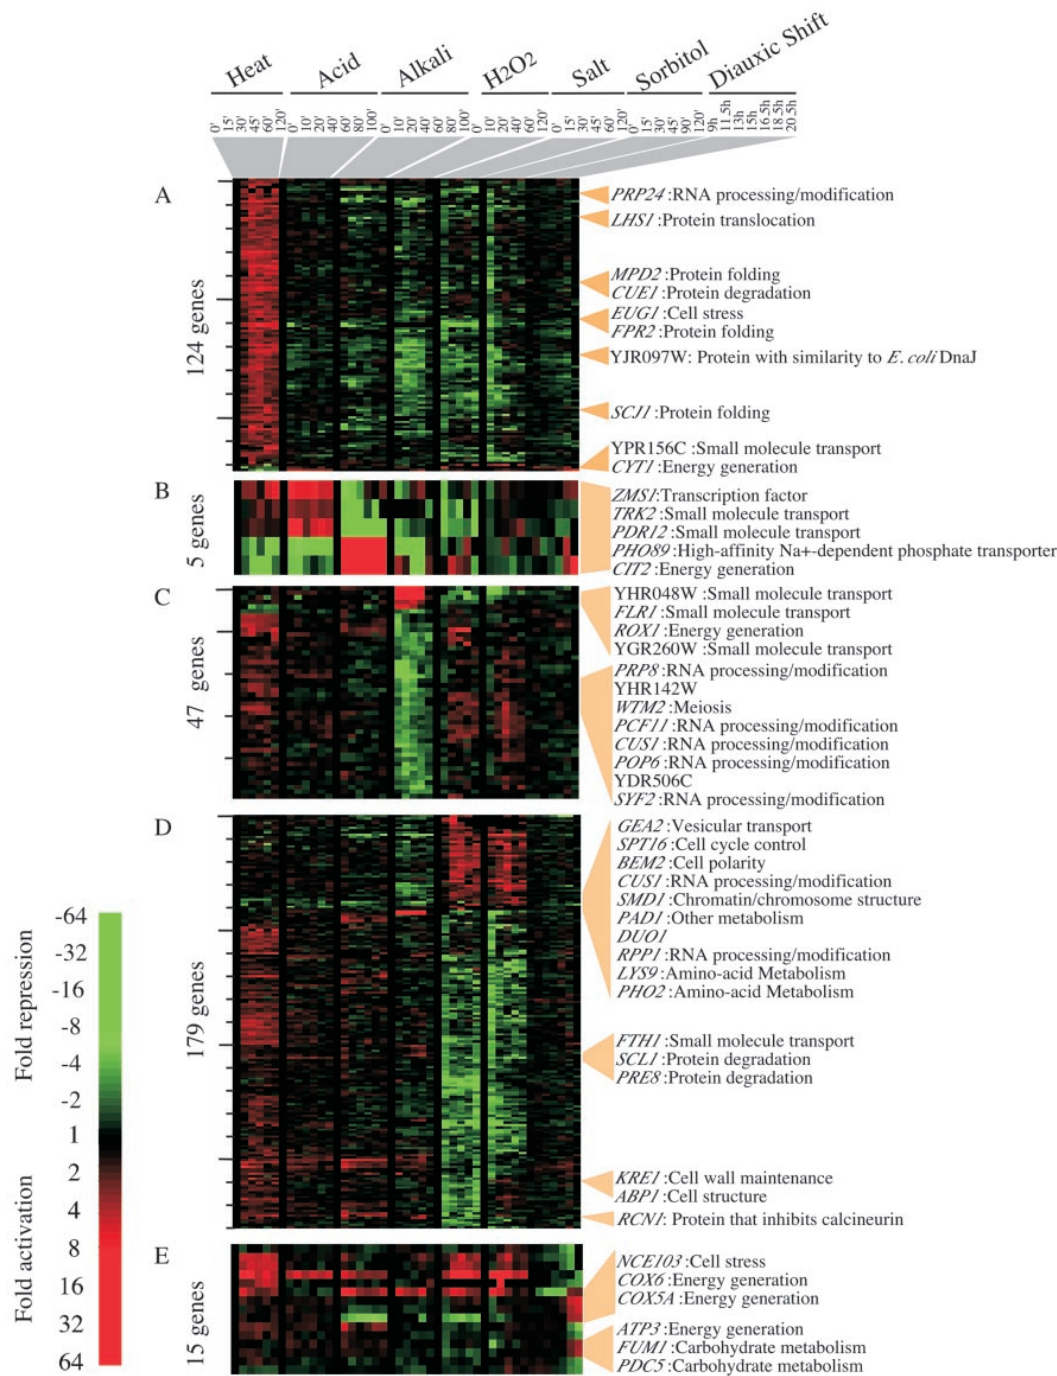 Heat Acid Alkali H2O2 Salt Sorbitol Diauxic Shift
0' 15' 30' 45' 60' 120' 0' 10' 20' 40' 60' 80' 100' 0' 10' 20' 40' 60' 80' 100' 0' 10' 20' 40' 60' 120' 0' 15' 30' 45' 60' 120' 0' 15' 30' 45' 90' 120' 9h 11.5h 13h 15h 16.5h 18.5h 20.5h
A
124 genes
PRP24 :RNA processing/modification
LHS1 :Protein translocation
MPD2 :Protein folding
CUE1 :Protein degradation
EUG1 :Cell stress
FPR2 :Protein folding
YJR097W: Protein with similarity to E. coli DnaJ
SCJ1 :Protein folding
YPR156C :Small molecule transport
CYT1 :Energy generation
B
5 genes
ZMS1:Transcription factor
TRK2 :Small molecule transport
PDR12 :Small molecule transport
PHO89 :High-affinity Na+-dependent phosphate transporter
CIT2 :Energy generation
C
47 genes
YHR048W :Small molecule transport
FLR1 :Small molecule transport
ROX1 :Energy generation
YGR260W :Small molecule transport
PRP8 :RNA processing/modification
YHR142W
WTM2 :Meiosis
PCF11 :RNA processing/modification
CUS1 :RNA processing/modification
POP6 :RNA processing/modification
YDR506C
SYF2 :RNA processing/modification
D
179 genes
GEA2 :Vesicular transport
SPT16 :Cell cycle control
BEM2 :Cell polarity
CUS1 :RNA processing/modification
SMD1 :Chromatin/chromosome structure
PAD1 :Other metabolism
DUO1
RPP1 :RNA processing/modification
LYS9 :Amino-acid Metabolism
PHO2 :Amino-acid Metabolism
FTH1 :Small molecule transport
SCL1 :Protein degradation
PRE8 :Protein degradation
KRE1 :Cell wall maintenance
ABP1 :Cell structure
RCN1: Protein that inhibits calcineurin
E
15 genes
NCE103 :Cell stress
COX6 :Energy generation
COX5A :Energy generation
ATP3 :Energy generation
FUM1 :Carbohydrate metabolism
PDC5 :Carbohydrate metabolism
Fold repression
Fold activation
-64
-32
-16
-8
-4
-2
1
2
4
8
16
32
64